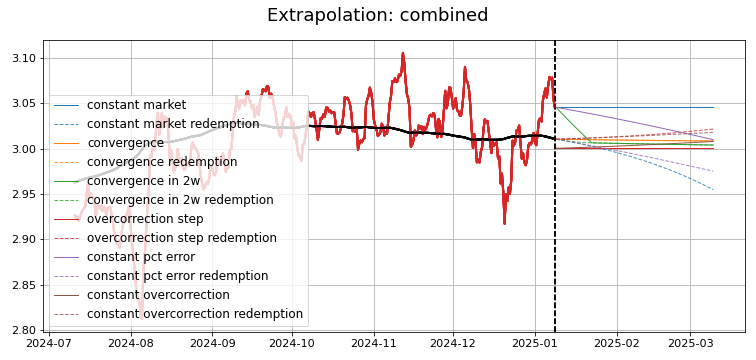 Extrapolation: combined
3.10
3.05
3.00
2.95
2.90
2.85
2.80
constant market
constant market redemption
convergence
convergence redemption
convergence in 2w
convergence in 2w redemption
overcorrection step
overcorrection step redemption
constant pct error
constant pct error redemption
constant overcorrection
constant overcorrection redemption
2024-07 2024-08 2024-09 2024-10 2024-11 2024-12 2025-01 2025-02 2025-03